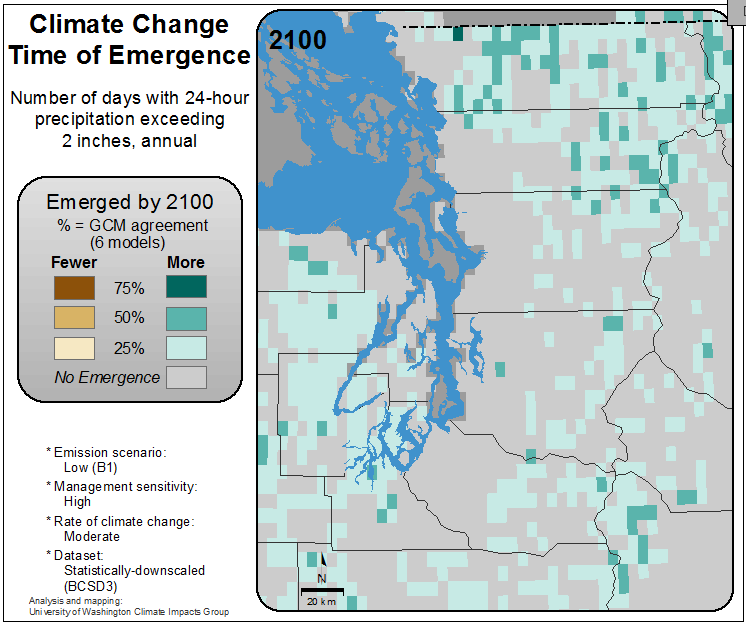 Climate Change
Time of Emergence
Number of days with 24-hour
precipitation exceeding
2 inches, annual
Emerged by 2100
% = GCM agreement
(6 models)
Fewer More
75%
50%
25%
No Emergence
* Emission scenario:
Low (B1)
* Management sensitivity:
High
* Rate of climate change:
Moderate
* Dataset:
Statistically-downscaled
(BCSD3)
Analysis and mapping:
University of Washington Climate Impacts Group
2100
N
20 km